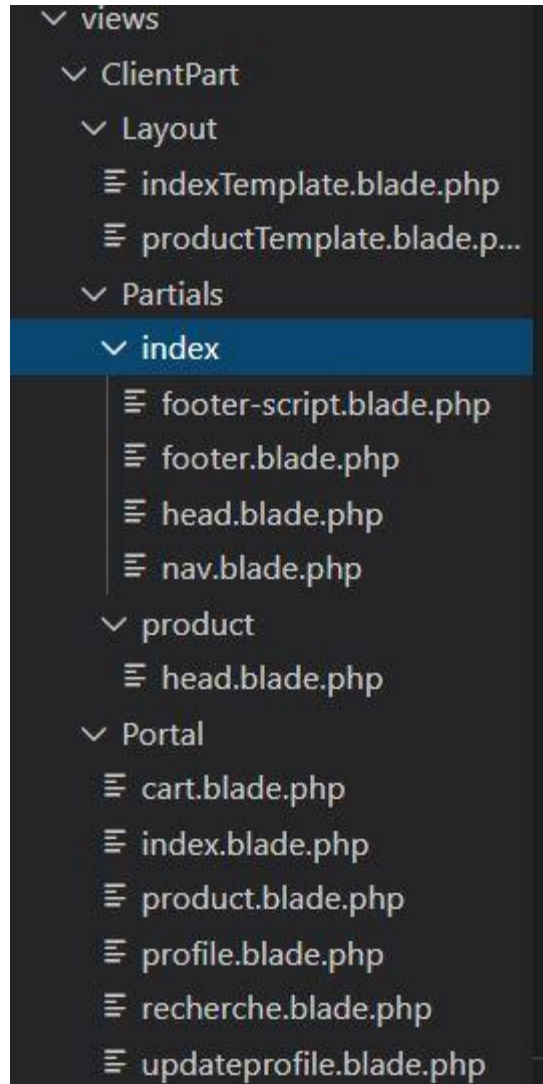 views
ClientPart
Layout
indexTemplate.blade.php
productTemplate.blade.p...
Partials
index
footer-script.blade.php
footer.blade.php
head.blade.php
nav.blade.php
product
head.blade.php
Portal
cart.blade.php
index.blade.php
product.blade.php
profile.blade.php
recherche.blade.php
updateprofile.blade.php